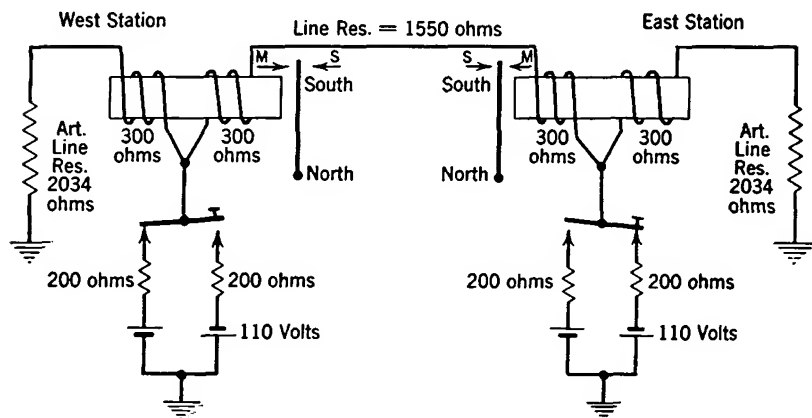 West Station
Line Res. = 1550 ohms
East Station
M
S
S
M
South
South
300
ohms
300
ohms
300
ohms
300
ohms
Art.
Line
Res.
2034
ohms
Art.
Line
Res.
2034
ohms
North
North
200 ohms
200 ohms
200 ohms
200 ohms
110 Volts
110 Volts